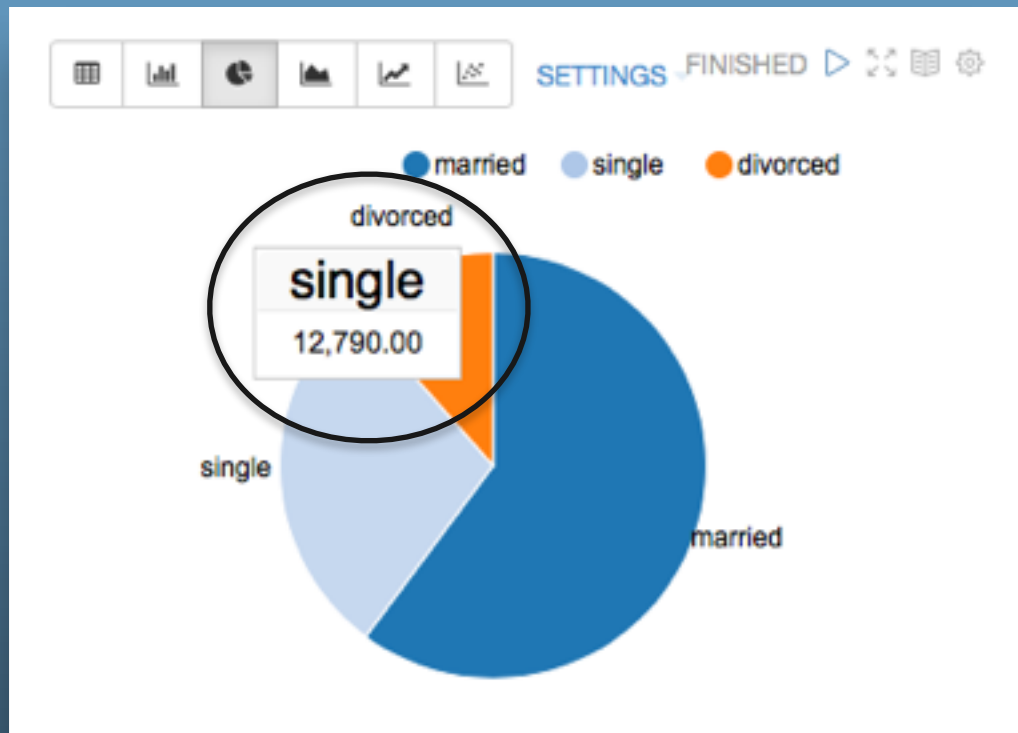 SETTINGS FINISHED
married single divorced
divorced
single
12,790.00
single
married